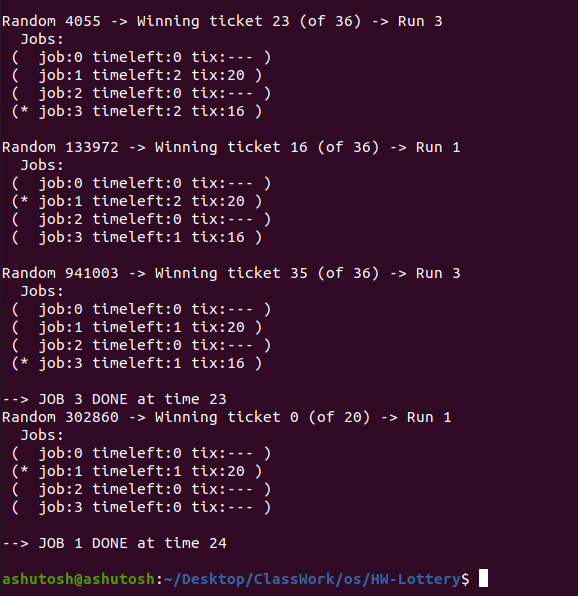 Random 4055 -> Winning ticket 23 (of 36) -> Run 3
  Jobs:
 (  job:0 timeleft:0 tix:--- )
 (  job:1 timeleft:2 tix:20 )
 (  job:2 timeleft:0 tix:--- )
 (* job:3 timeleft:2 tix:16 )

Random 133972 -> Winning ticket 16 (of 36) -> Run 1
  Jobs:
 (  job:0 timeleft:0 tix:--- )
 (* job:1 timeleft:2 tix:20 )
 (  job:2 timeleft:0 tix:--- )
 (  job:3 timeleft:1 tix:16 )

Random 941003 -> Winning ticket 35 (of 36) -> Run 3
  Jobs:
 (  job:0 timeleft:0 tix:--- )
 (  job:1 timeleft:1 tix:20 )
 (  job:2 timeleft:0 tix:--- )
 (* job:3 timeleft:1 tix:16 )

--> JOB 3 DONE at time 23
Random 302860 -> Winning ticket 0 (of 20) -> Run 1
  Jobs:
 (  job:0 timeleft:0 tix:--- )
 (* job:1 timeleft:1 tix:20 )
 (  job:2 timeleft:0 tix:--- )
 (  job:3 timeleft:0 tix:--- )

--> JOB 1 DONE at time 24

ashutosh@ashutosh:~/Desktop/ClassWork/os/HW-Lottery$